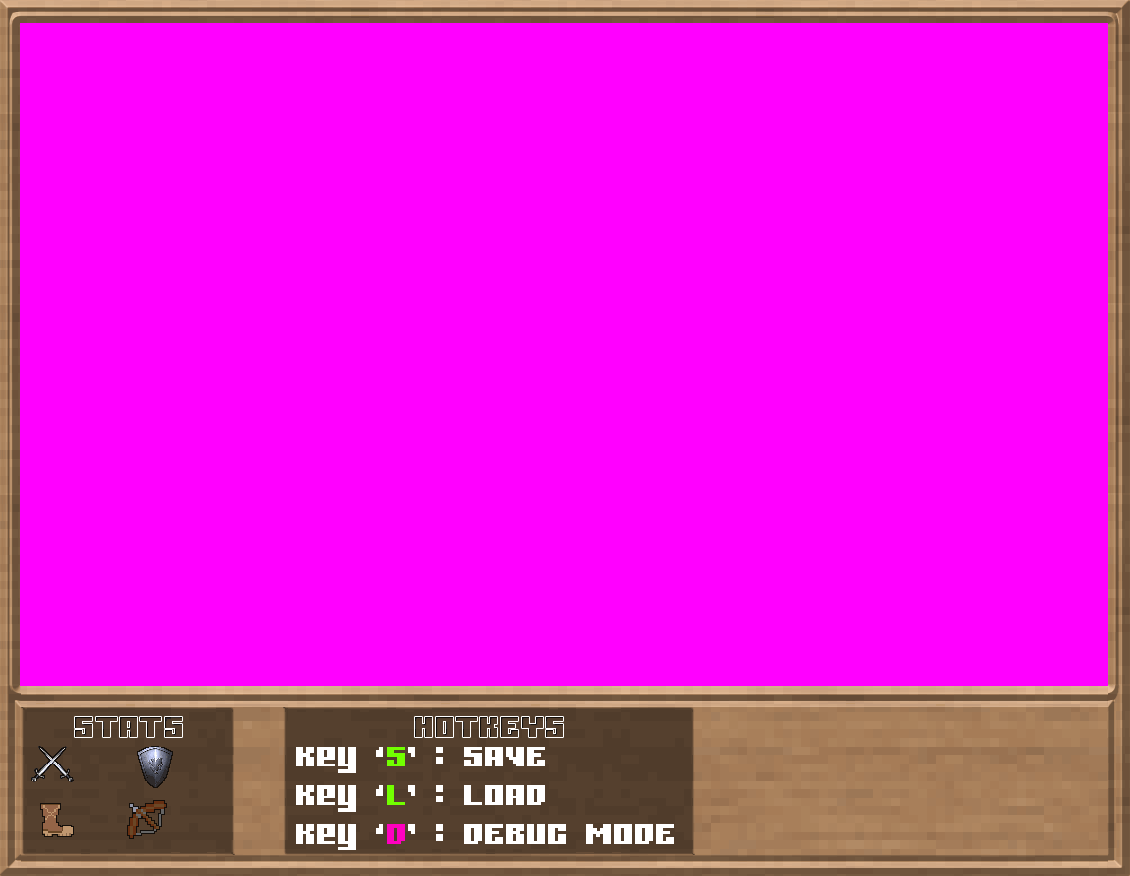 STATS
HOTKEYS
Key 'S' : SAVE
Key 'L' : LOAD
Key 'D' : DEBUG MODE